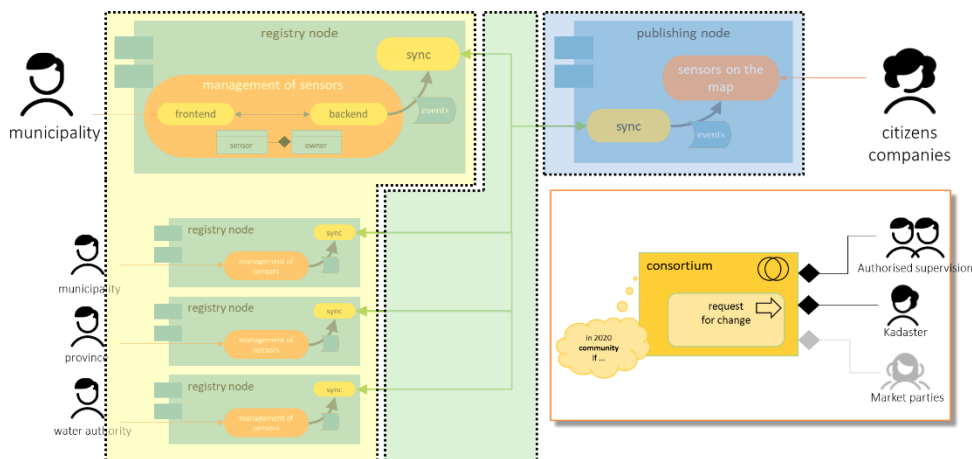 registry node
sync
management of sensors
frontend
backend
events
sensor
owner
municipality
publishing node
sensors on the
map
sync
events
citizens
companies
registry node
sync
management of
sensors
municipality
registry node
sync
management of
sensors
province
registry node
sync
management of
sensors
water authority
consortium
request
for change
in 2020
community
if ...
Authorised supervision
Kadaster
Market parties